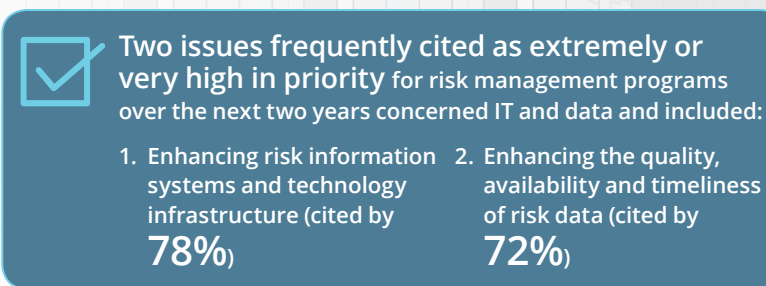 Two issues frequently cited as extremely or
very high in priority for risk management programs
over the next two years concerned IT and data and included:
1. Enhancing risk information
systems and technology
infrastructure (cited by
78%)
2. Enhancing the quality,
availability and timeliness
of risk data (cited by
72%)